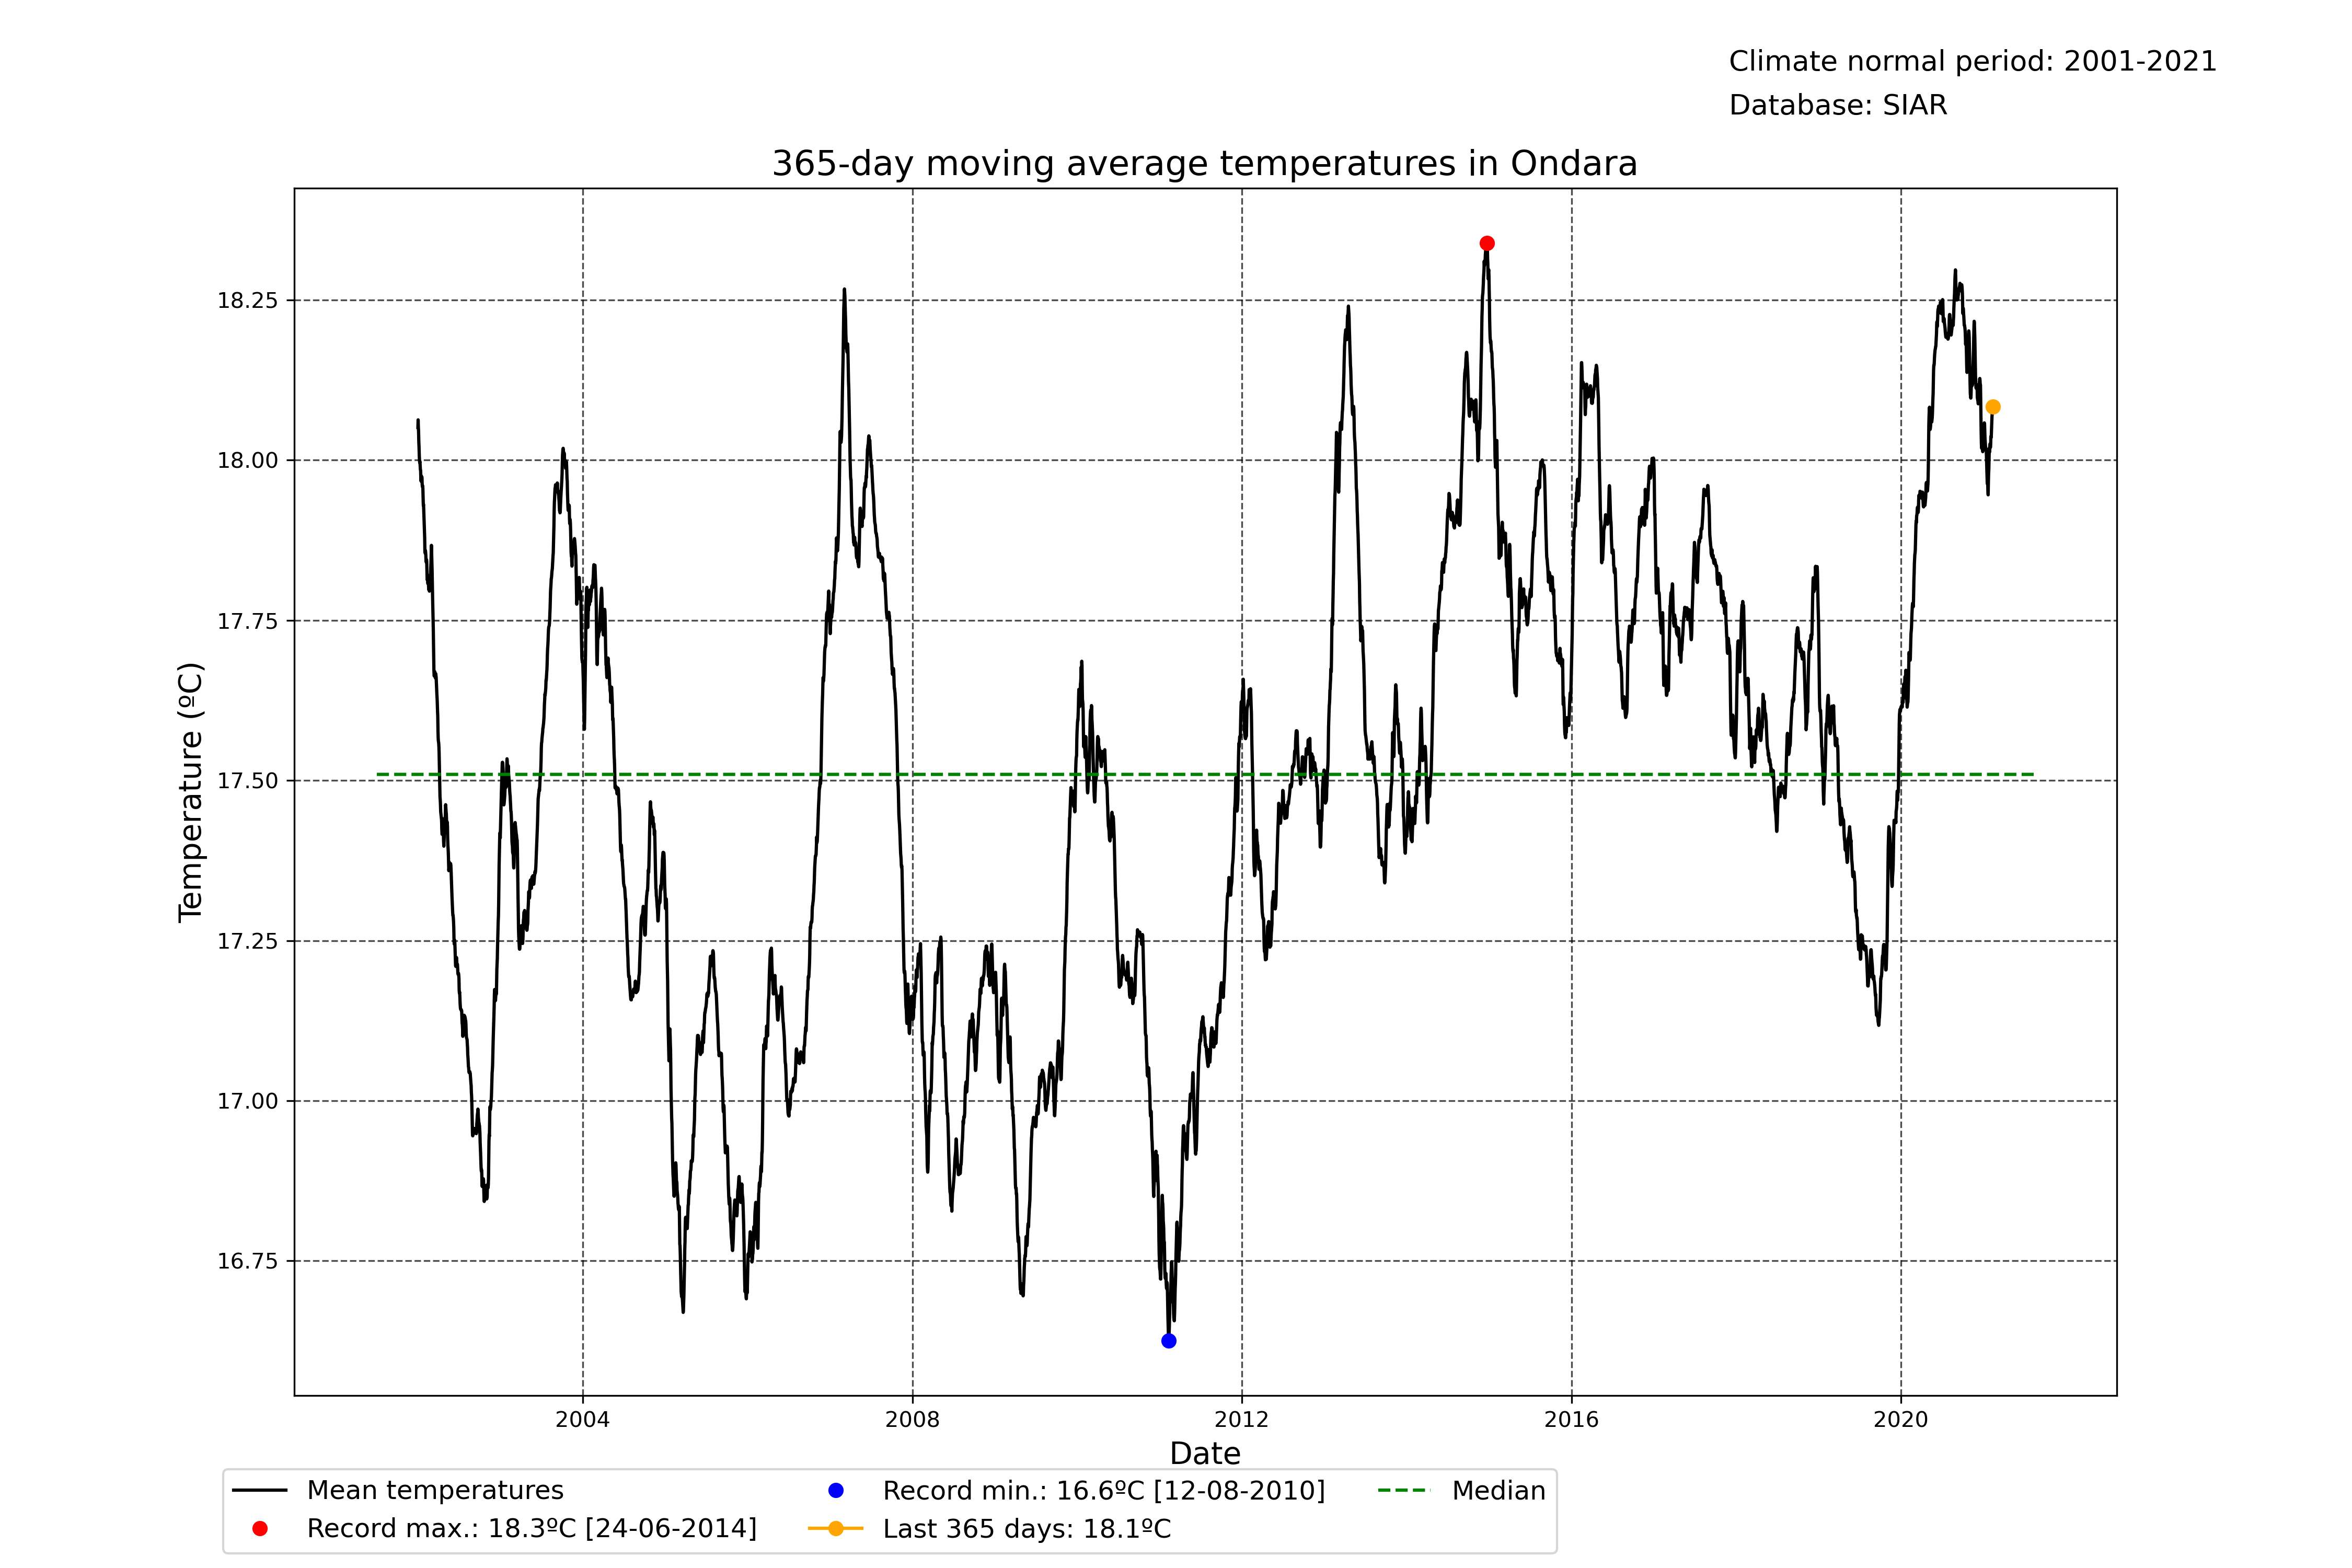 Climate normal period: 2001-2021
Database: SIAR
365-day moving average temperatures in Ondara
18.25
18.00
17.75
17.50
17.25
17.00
16.75
Temperature (ºC)
2004 2008 2012 2016 2020
Date
Mean temperatures
Record max.: 18.3ºC [24-06-2014]
Record min.: 16.6ºC [12-08-2010]
Last 365 days: 18.1ºC
Median